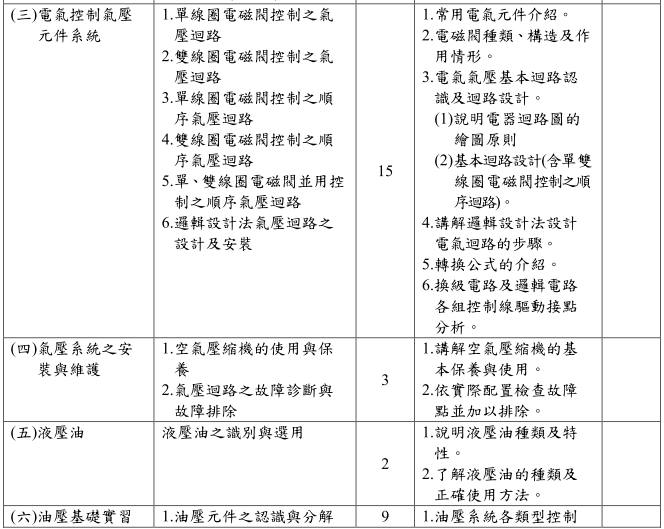 (三)電氣控制氣壓
元件系統
1.單線圈電磁閥控制之氣
壓迴路
2.雙線圈電磁閥控制之氣
壓迴路
3.單線圈電磁閥控制之順
序氣壓迴路
4.雙線圈電磁閥控制之順
序氣壓迴路
5.單、雙線圈電磁閥並用控
制之順序氣壓迴路
6.邏輯設計法氣壓迴路之
設計及安裝
15
1.常用電氣元件介紹。
2.電磁閥種類、構造及作
用情形。
3.電氣氣壓基本迴路認
識及迴路設計。
(1)說明電器迴路圖的
繪圖原則
(2)基本迴路設計(含單雙
線圈電磁閥控制之順
序迴路)。
4.講解邏輯設計法設計
電氣迴路的步驟。
5.轉換公式的介紹。
6.換級電路及邏輯電路
各組控制線驅動接點
分析。
(四)氣壓系統之安
裝與維護
1.空氣壓縮機的使用與保
養
2.氣壓迴路之故障診斷與
故障排除
3
1.講解空氣壓縮機的基
本保養與使用。
2.依實際配置檢查故障
點並加以排除。
(五)液壓油
液壓油之識別與選用
2
1.說明液壓油種類及特
性。
2.了解液壓油的種類及
正確使用方法。
(六)油壓基礎實習
1.油壓元件之認識與分解
9
1.油壓系統各類型控制